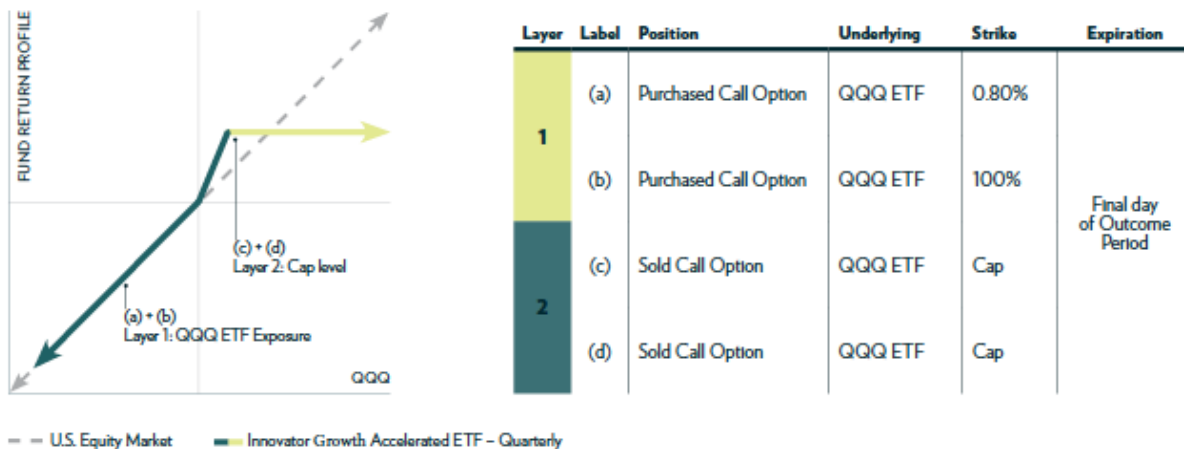 FUND RETURN PROFILE
(c) + (d)
Layer 2: Cap level
(a) + (b)
Layer 1: QQQ ETF Exposure
QQQ
U.S. Equity Market
Innovator Growth Accelerated ETF – Quarterly
Layer Label Position Underlying Strike Expiration
1
(a) Purchased Call Option QQQ ETF 0.80%
(b) Purchased Call Option QQQ ETF 100%
2
(c) Sold Call Option QQQ ETF Cap
(d) Sold Call Option QQQ ETF Cap
Final day
of Outcome
Period